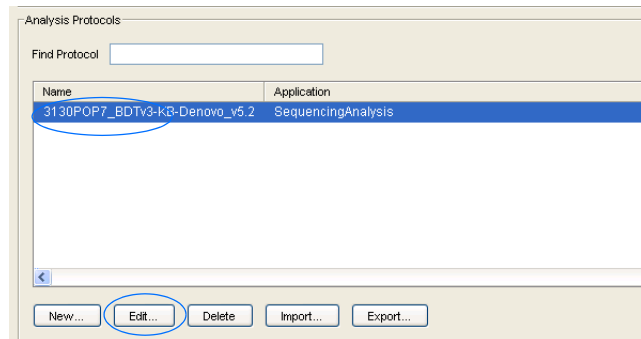 Analysis Protocols
Find Protocol
Name Application
3130POP7_BDTv3-KB-Denovo_v5.2 SequencingAnalysis
New... Edit... Delete Import... Export...